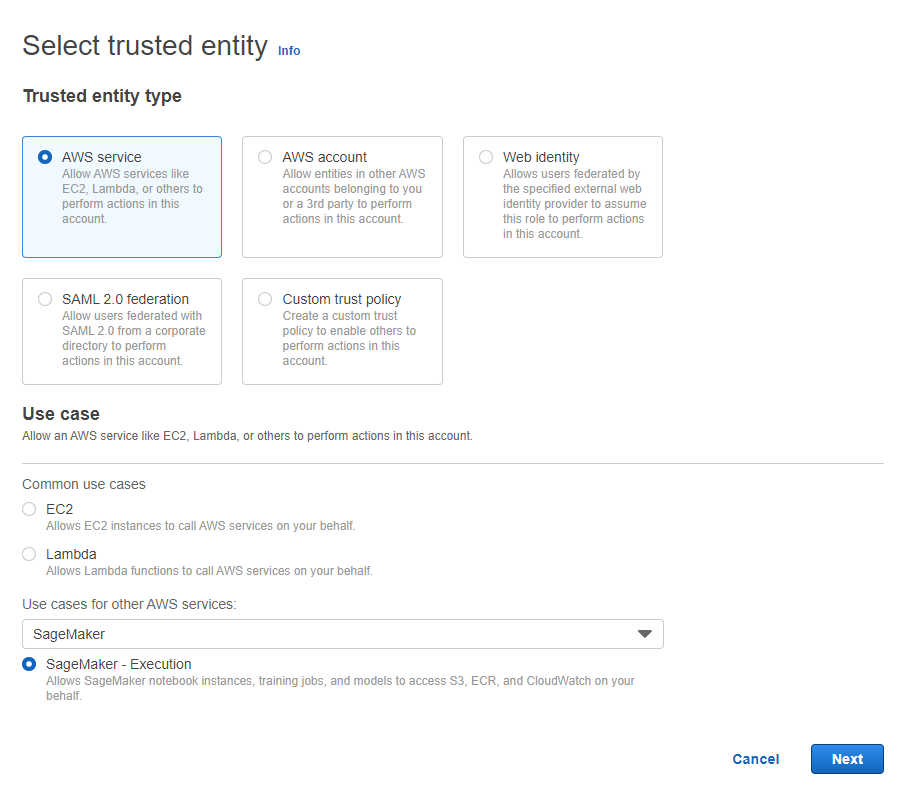 Select trusted entity Info
Trusted entity type
AWS service
Allow AWS services like
EC2, Lambda, or others to
perform actions in this
account.
AWS account
Allow entities in other AWS
accounts belonging to you
or a 3rd party to perform
actions in this account.
Web identity
Allows users federated by
the specified external web
identity provider to assume
this role to perform actions
in this account.
SAML 2.0 federation
Allow users federated with
SAML 2.0 from a corporate
directory to perform
actions in this account.
Custom trust policy
Create a custom trust
policy to enable others to
perform actions in this
account.
Use case
Allow an AWS service like EC2, Lambda, or others to perform actions in this account.
Common use cases
EC2
Allows EC2 instances to call AWS services on your behalf.
Lambda
Allows Lambda functions to call AWS services on your behalf.
Use cases for other AWS services:
SageMaker
SageMaker - Execution
Allows SageMaker notebook instances, training jobs, and models to access S3, ECR, and CloudWatch on your
behalf.
Cancel Next